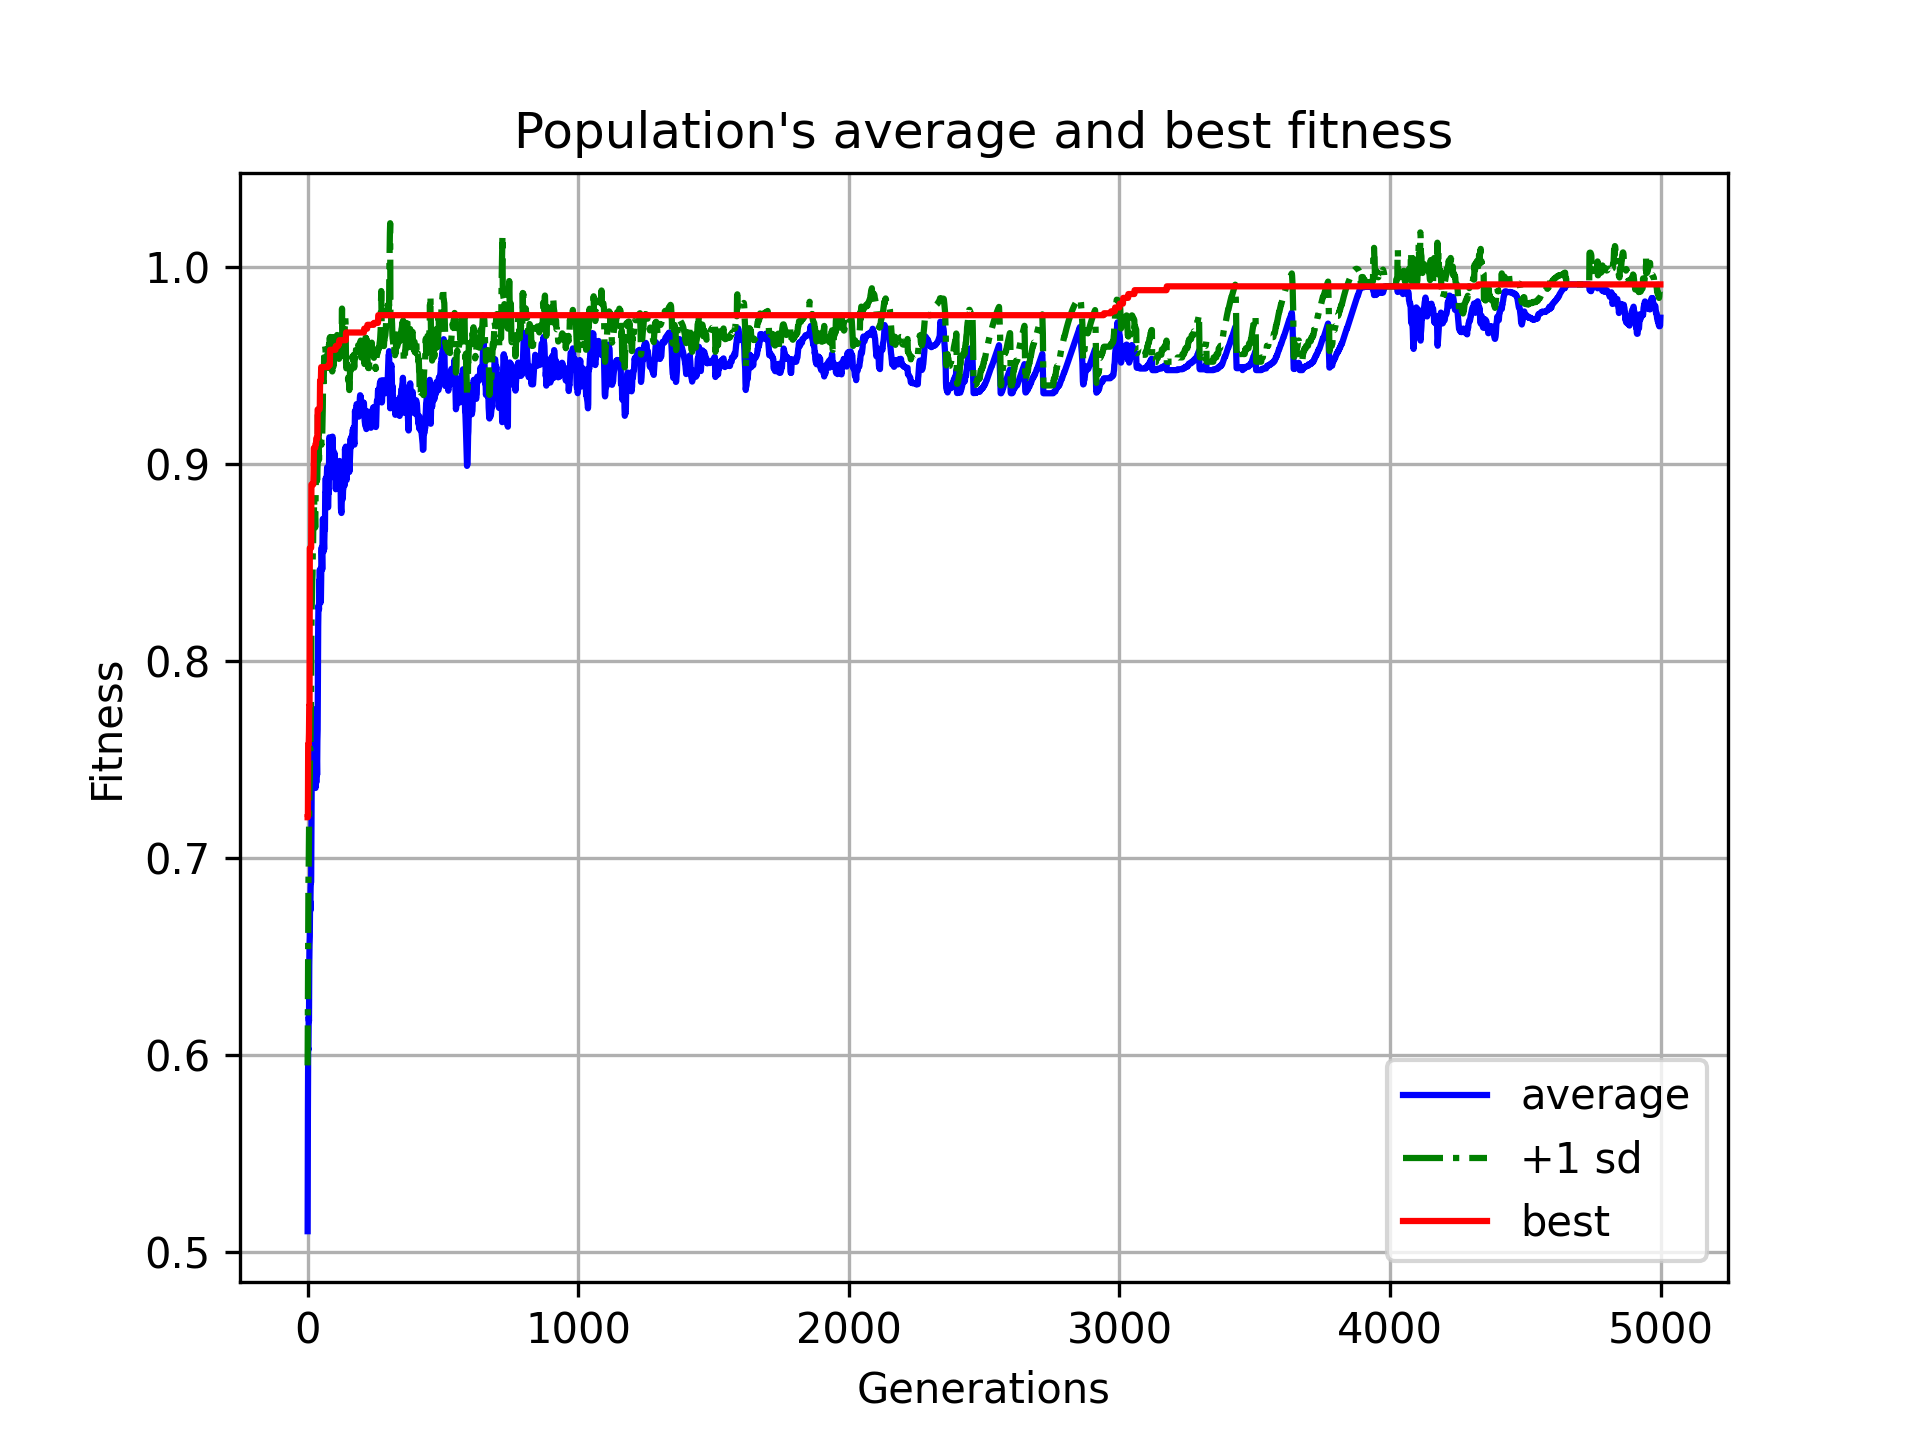 Population's average and best fitness
1.0
0.9
0.8
0.7
0.6
0.5
Fitness
0 1000 2000 3000 4000 5000
Generations
average
+1 sd
best